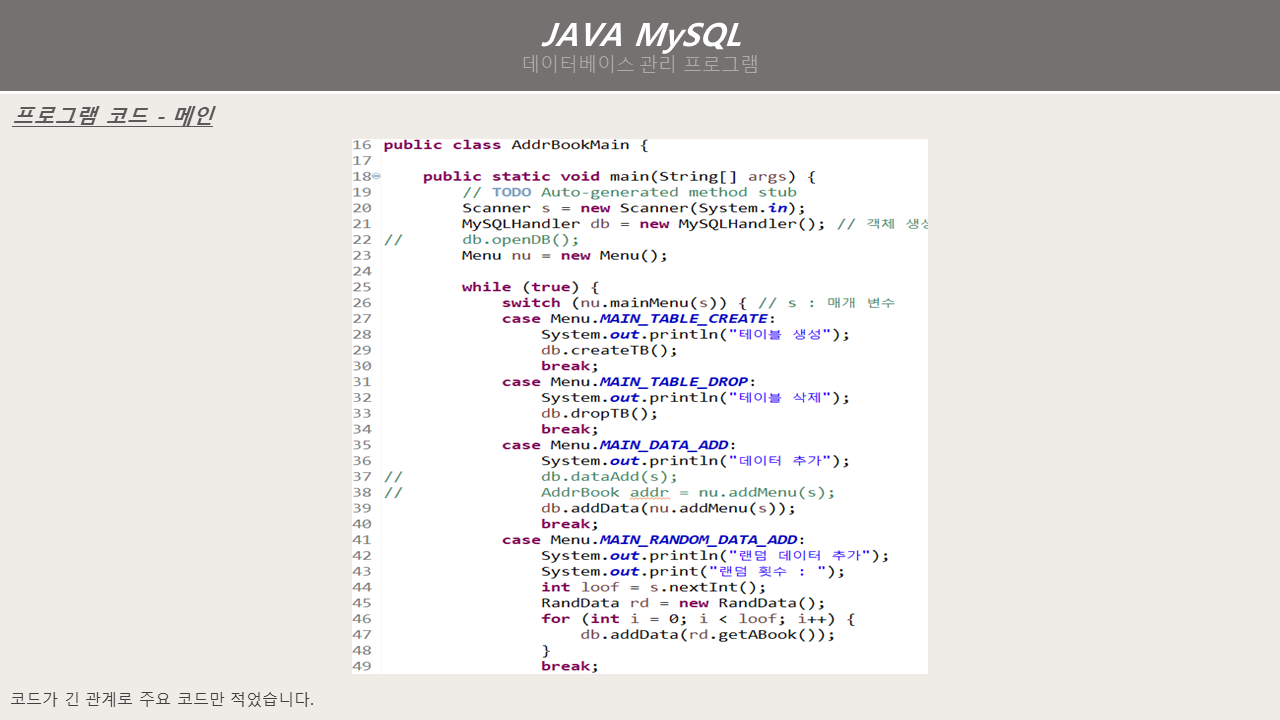 JAVA MySQL
데이터베이스 관리 프로그램
프로그램 코드 - 메인
16 public class AddrBookMain {
17
18 public static void main(String[] args) {
19 // TODO Auto-generated method stub
20 Scanner s = new Scanner(System.in);
21 MySQLHandler db = new MySQLHandler(); // 객체 생성
22 // db.openDB();
23 Menu nu = new Menu();
24
25 while (true) {
26 switch (nu.mainMenu(s)) { // s : 매개 변수
27 case Menu.MAIN_TABLE_CREATE:
28 System.out.println("테이블 생성");
29 db.createTB();
30 break;
31 case Menu.MAIN_TABLE_DROP:
32 System.out.println("테이블 삭제");
33 db.dropTB();
34 break;
35 case Menu.MAIN_DATA_ADD:
36 System.out.println("데이터 추가");
37 // db.dataAdd(s);
38 // AddrBook addr = nu.addMenu(s);
39 db.addData(nu.addMenu(s));
40 break;
41 case Menu.MAIN_RANDOM_DATA_ADD:
42 System.out.println("랜덤 데이터 추가");
43 System.out.print("랜덤 횟수 : ");
44 int loof = s.nextInt();
45 RandData rd = new RandData();
46 for (int i = 0; i < loof; i++) {
47 db.addData(rd.getABook());
48 }
49 break;
코드가 긴 관계로 주요 코드만 적었습니다.